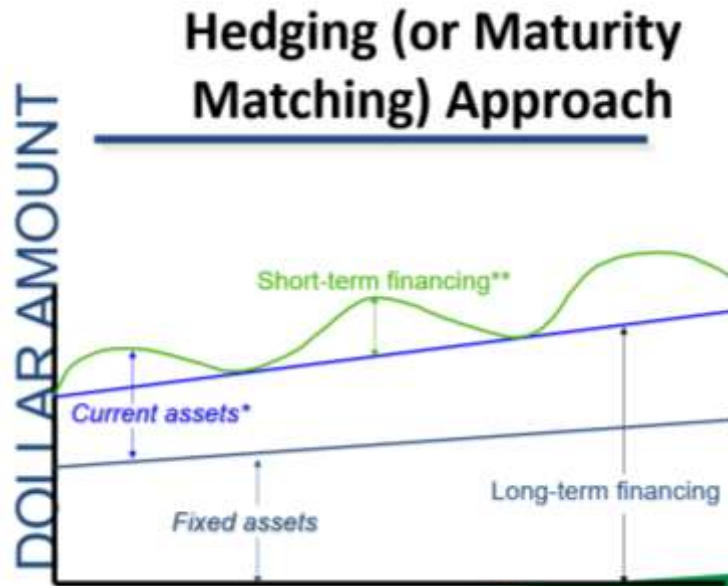 Hedging (or Maturity
Matching) Approach
DOLLAR AMOUNT
Short-term financing**
Current assets*
Fixed assets
Long-term financing